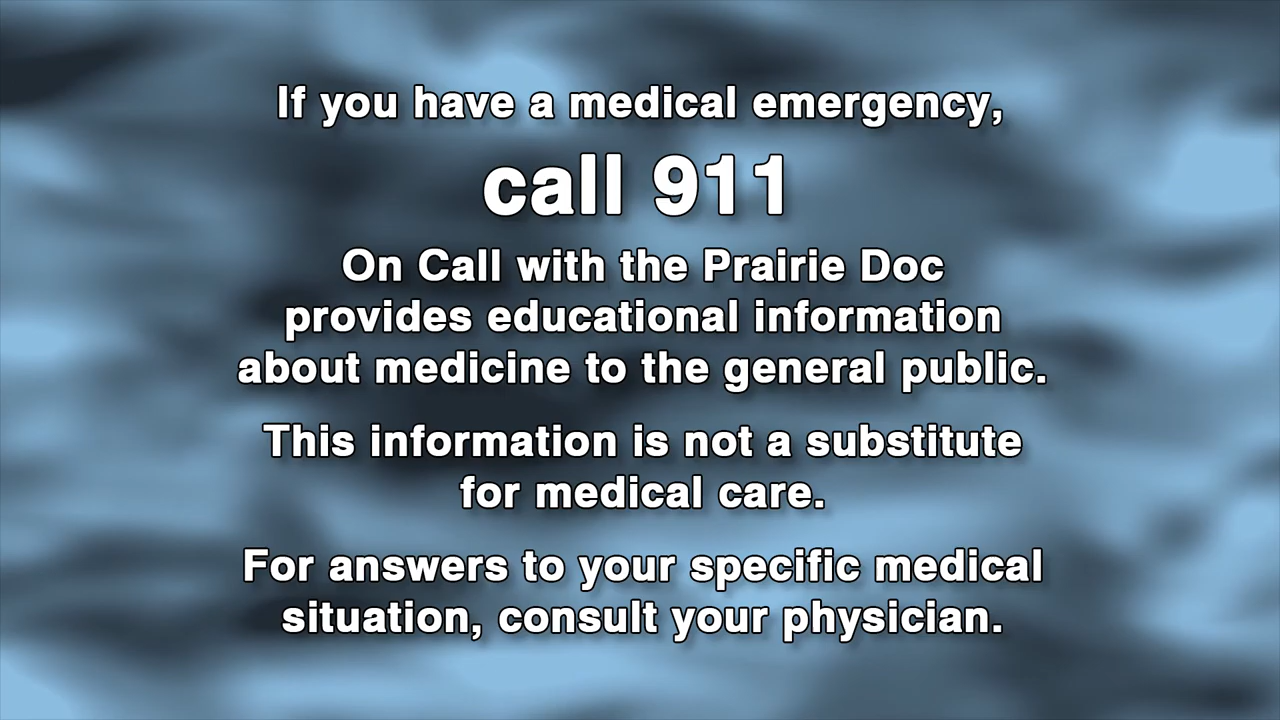 If you have a medical emergency,
call 911
On Call with the Prairie Doc
provides educational information
about medicine to the general public.
This information is not a substitute
for medical care.
For answers to your specific medical
situation, consult your physician.